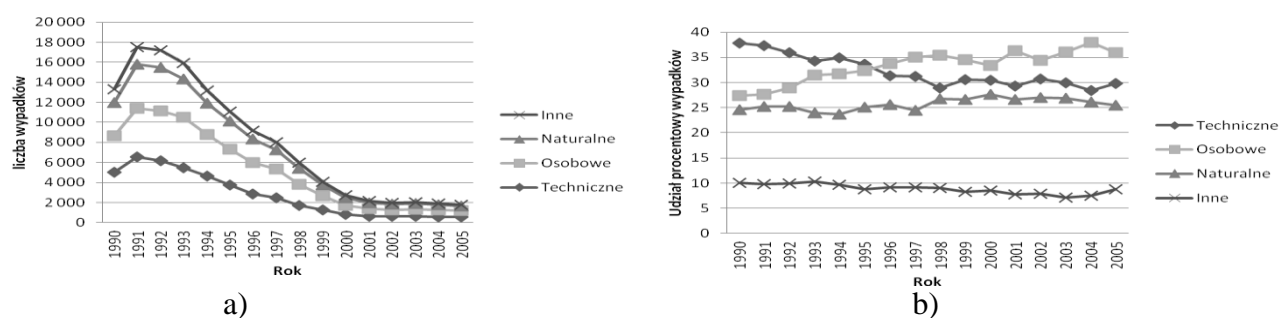 liczba wypadków
20 000
18 000
16 000
14 000
12 000
10 000
8 000
6 000
4 000
2 000
0
1990 1991 1992 1993 1994 1995 1996 1997 1998 1999 2000 2001 2002 2003 2004 2005
Rok
Inne
Naturalne
Osobowe
Techniczne
a)
Udział procentowy wypadków
40
35
30
25
20
15
10
5
0
1990 1991 1992 1993 1994 1995 1996 1997 1998 1999 2000 2001 2002 2003 2004 2005
Rok
Techniczne
Osobowe
Naturalne
Inne
b)